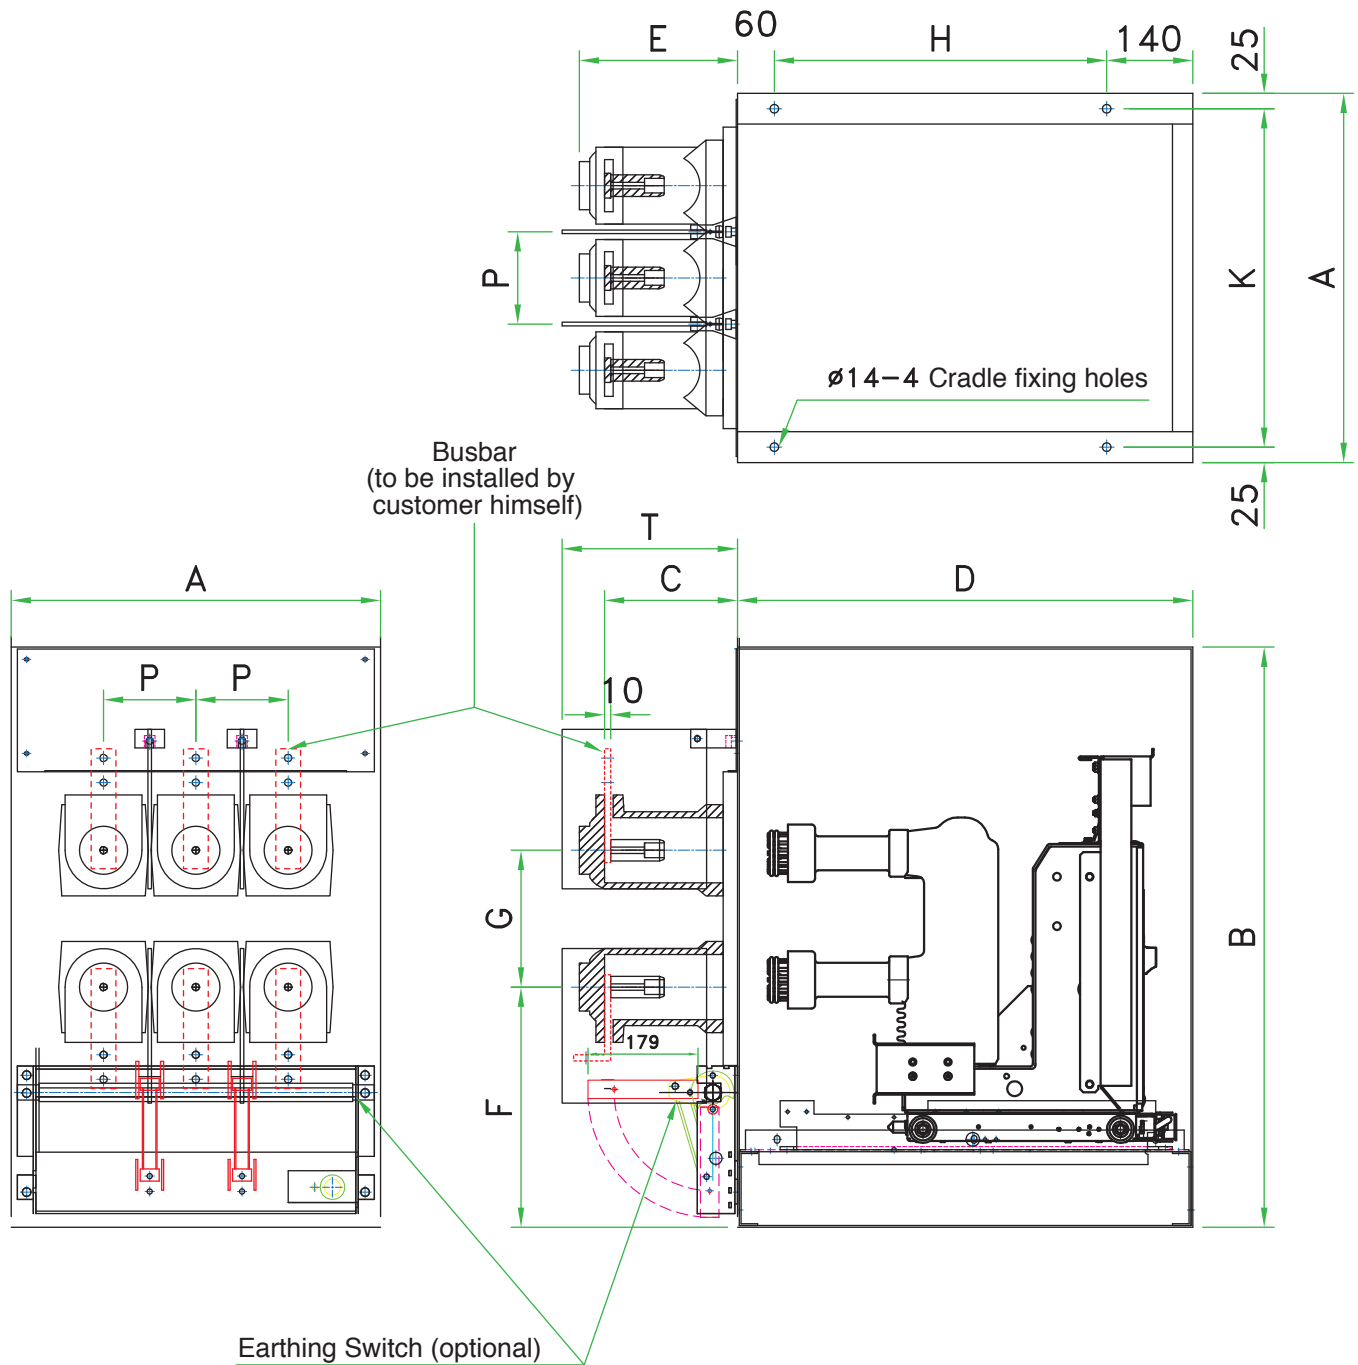 60
E
H
140
25
P
K
A
ø14-4 Cradle fixing holes
25
Busbar
(to be installed by
customer himself)
T
A
C
D
P
P
10
G
B
179
F
Earthing Switch (optional)